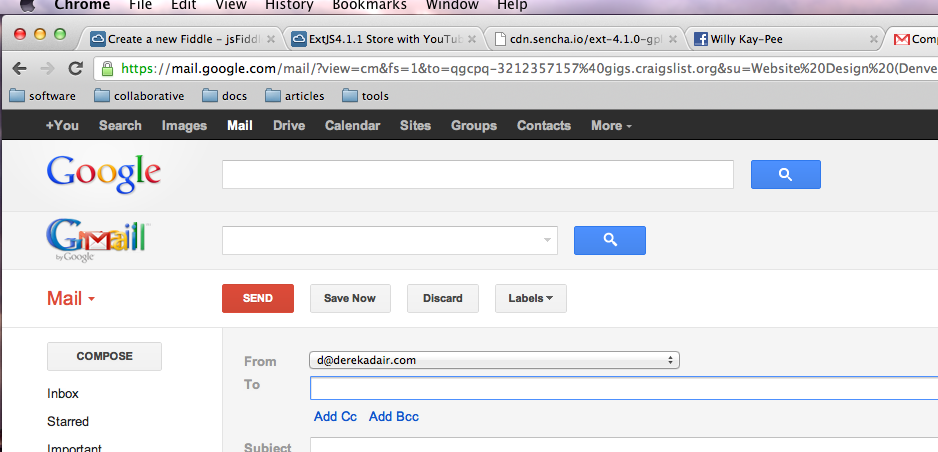 Chrome File Edit View History Bookmarks Window Help
Create a new Fiddle - jsFiddl
ExtJS4.1.1 Store with YouTub
cdn.sencha.io/ext-4.1.0-gpl
Willy Kay-Pee
Comp
https://mail.google.com/mail/?view=cm&fs=1&to=qgcpq-3212357157%40gigs.craigslist.org&su=Website%20Design%20(Denve
software collaborative docs articles tools
+You Search Images Mail Drive Calendar Sites Groups Contacts More
Google
Gmail
by Google
Mail SEND Save Now Discard Labels
COMPOSE
From d@derekadair.com
To
Inbox
Add Cc Add Bcc
Starred
Important
Subject